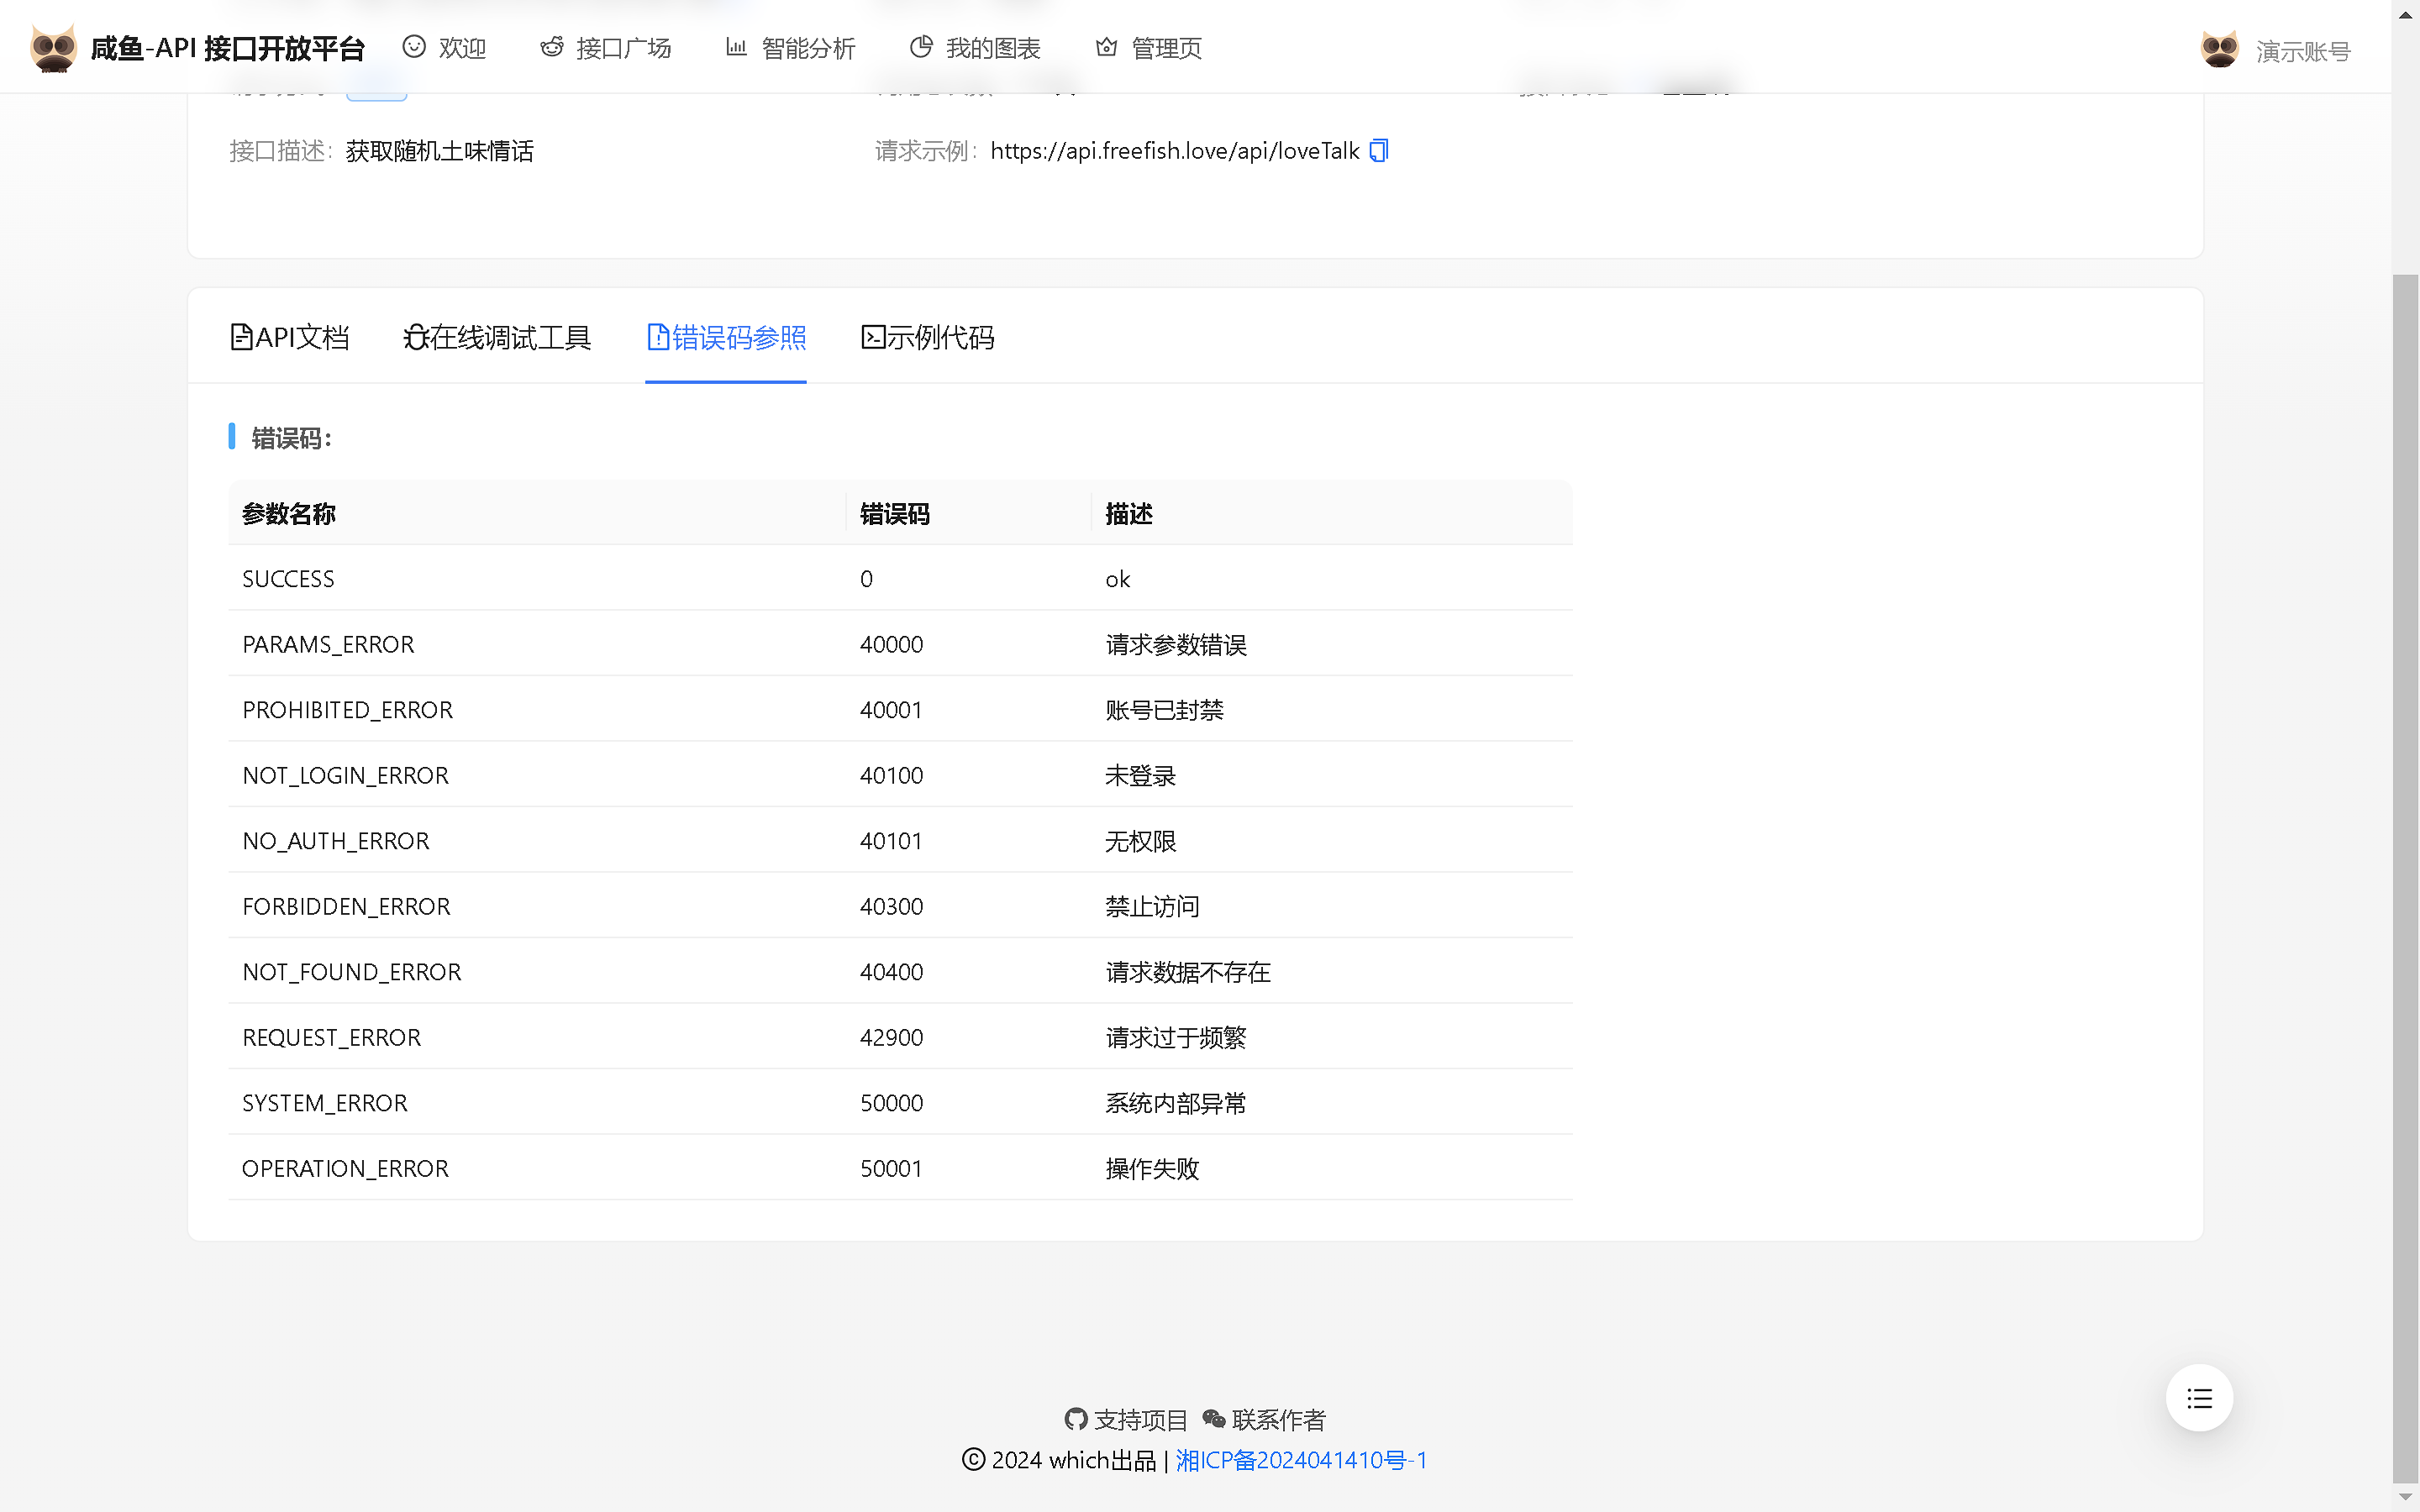 咸鱼-API 接口开放平台 欢迎 接口广场 智能分析 我的图表 管理页 演示账号
接口描述： 获取随机土味情话 请求示例： https://api.freefish.love/api/loveTalk
API文档 在线调试工具 错误码参照 示例代码
错误码：
参数名称 错误码 描述
SUCCESS 0 ok
PARAMS_ERROR 40000 请求参数错误
PROHIBITED_ERROR 40001 账号已封禁
NOT_LOGIN_ERROR 40100 未登录
NO_AUTH_ERROR 40101 无权限
FORBIDDEN_ERROR 40300 禁止访问
NOT_FOUND_ERROR 40400 请求数据不存在
REQUEST_ERROR 42900 请求过于频繁
SYSTEM_ERROR 50000 系统内部异常
OPERATION_ERROR 50001 操作失败
支持项目 联系作者
© 2024 which出品 | 湘ICP备2024041410号-1